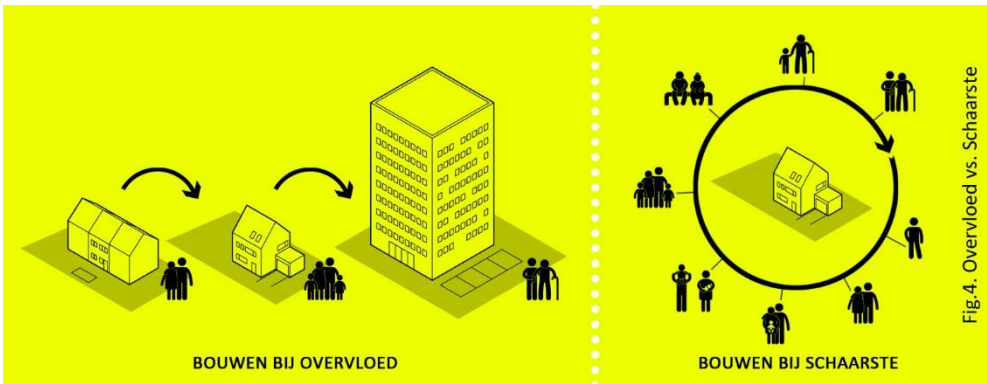 BOUWEN BIJ OVERVLOED
BOUWEN BIJ SCHAARSTE
Fig.4. Overvloed vs. Schaarste